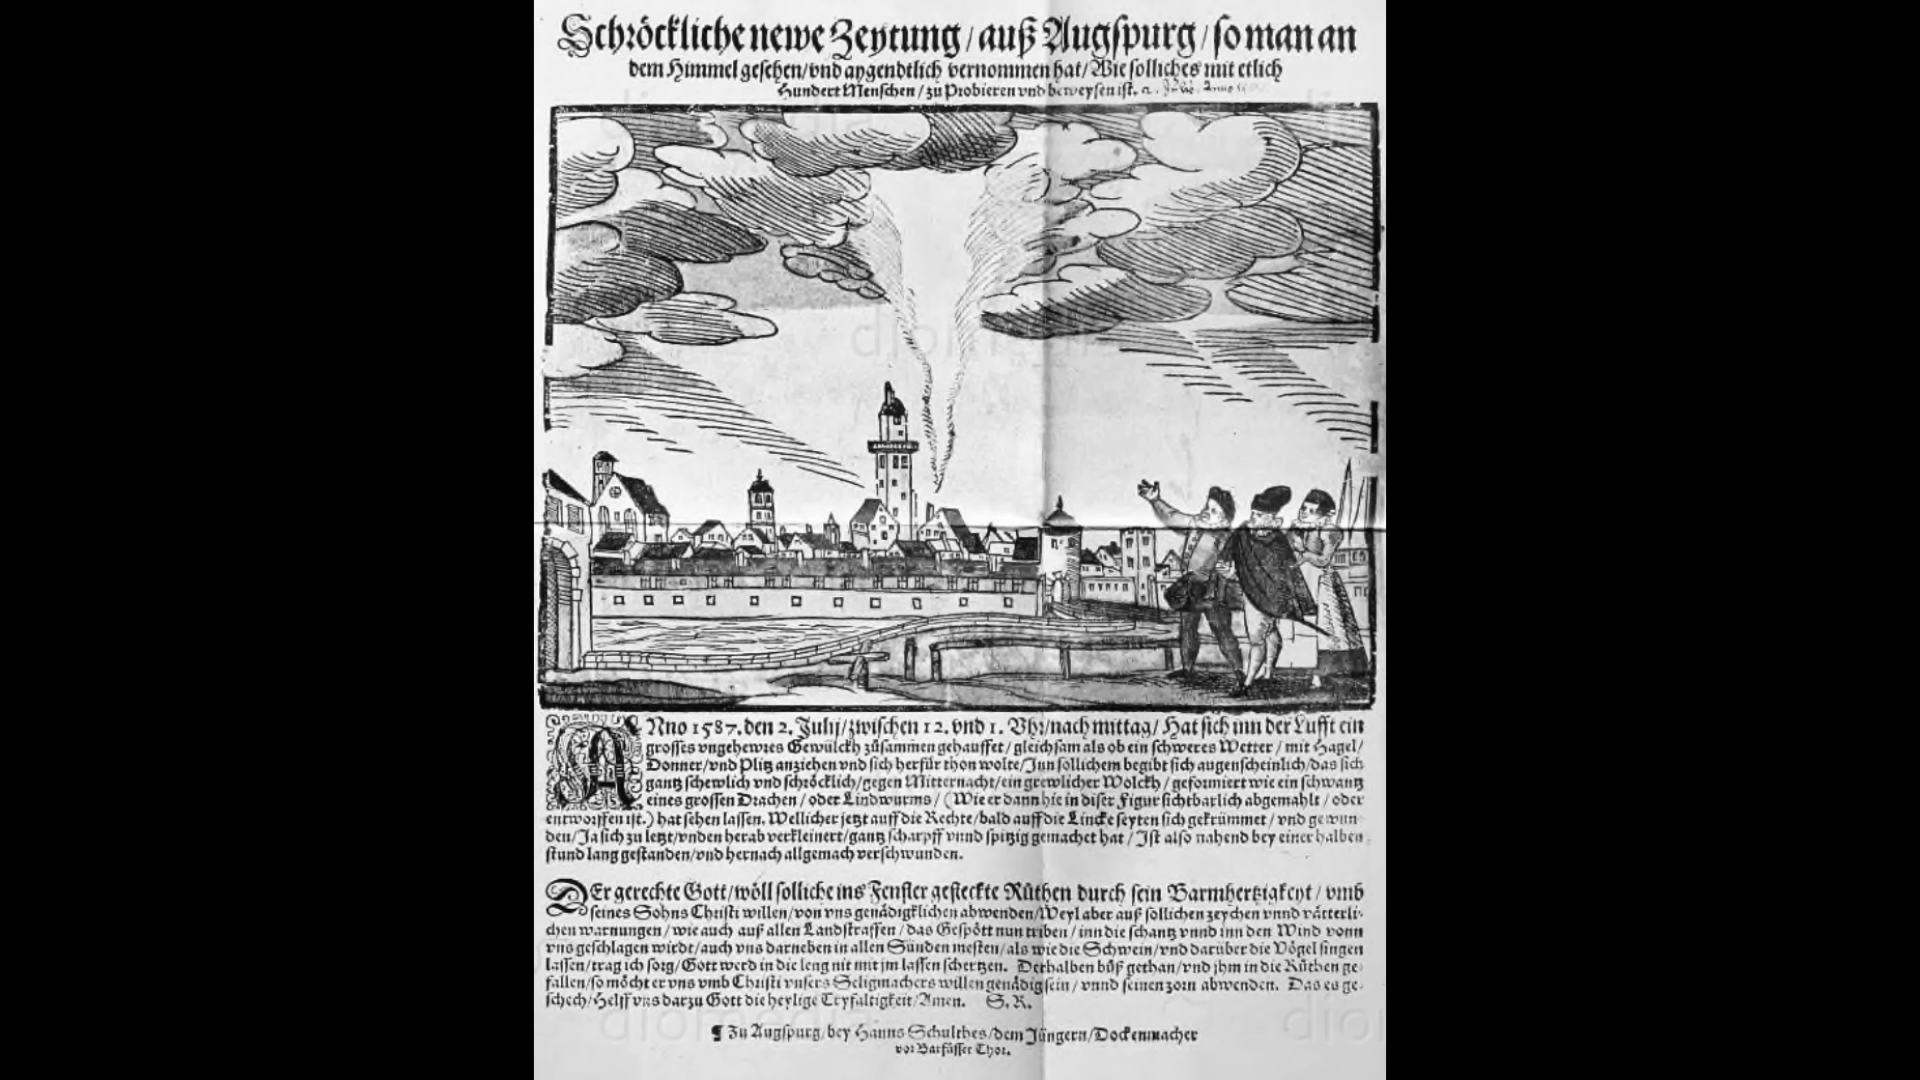 Schröckliche newe Zeytung / auß Augspurg / so man an
dem Himmel gesehen / vnd aygendtlich vernommen hat / Wie solliches mit etlich
Hundert Menschen / zu Probieren vnd beweysen ist.
ANno 1587. den 2. Julij / zwischen 12. vnd 1. Vhr / nach mittag / Hat sich inn der Lufft ein
grosses vngehewres Gewülckh zůsammen gehauffet / gleichsam als ob ein schweres Wetter / mit Hagel /
Donner / vnd Plitz anziehen vnd sich herfür thon wolte / Inn sollichem begibt sich augenscheinlich / das sich
gantz schewlich vnd schröcklich / gegen Mitternacht / ein grewlicher Wolckh / geformiert wie ein schwantz
eines grossen Drachen / oder Lindwurms / (Wie er dann hie in diser Figur sichtbarlich abgemahlt / oder
entworffen ist.) hat sehen lassen. Wellicher jetzt auff die Rechte / bald auff die Lincke seyten sich gekrümmet / vnd gewun
den / Ja sich zu letzt / vnden herab verkleinert / gantz scharpff vnnd spitzig gemachet hat / Ist also nahend bey einer halben
stund lang gestanden / vnd hernach allgemach verschwunden.
DEr gerechte Gott / wöll solliche ins Fenster gesteckte Růthen durch sein Barmhertzigkeyt / vmb
seines Sohns Christi willen / von vns genädigklichen abwenden / Weyl aber auß sollichen zeychen vnnd vätterli-
chen warnungen / wie auch auß allen Landstraffen / das Gespött nun triben / inn die schantz vnnd inn den Wind vonn
vns geschlagen wirdt / auch vns darneben in allen Sünden mesten / als wie die Schwein / vnd darüber die Vögel singen
lassen / trag ich sorg / Gott werd in die leng nit mit jm lassen schertzen. Derhalben bůß gethan / vnd jhm in die Růthen ge-
fallen / so möcht er vns vmb Christi vnsers Seligmachers willen genädig sein / vnnd seinen zorn abwenden. Das es ge-
schech / Helff vns darzu Gott die heylige Tryfaltigkeit / Amen. S. R.
¶ Zu Augspurg / bey Hanns Schulthes / dem Jüngern / Dockenmacher
vor Barfüsser Thor.